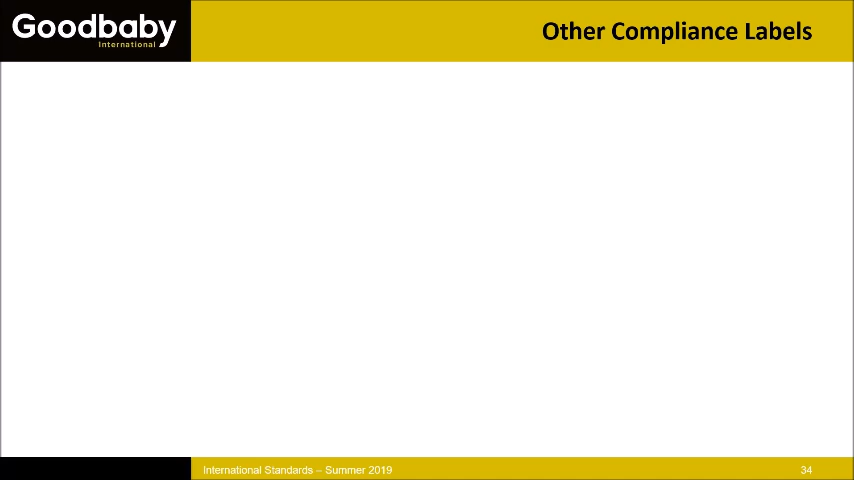 Goodbaby
International
Other Compliance Labels
International Standards – Summer 2019
34